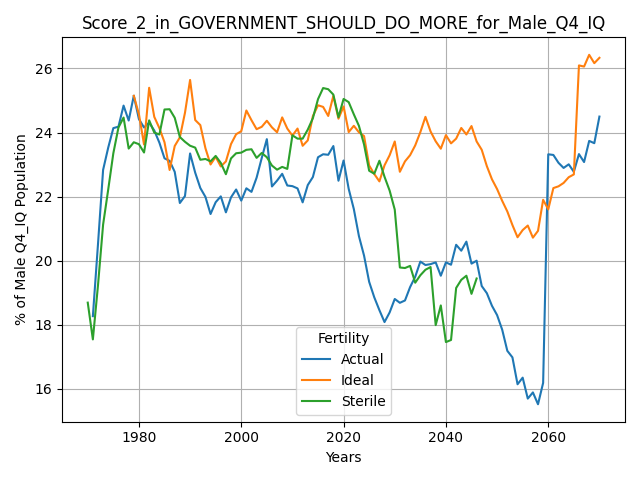 Score_2_in_GOVERNMENT_SHOULD_DO_MORE_for_Male_Q4_IQ
% of Male Q4_IQ Population
26
24
22
20
18
16
Fertility
Actual
Ideal
Sterile
1980 2000 2020 2040 2060
Years